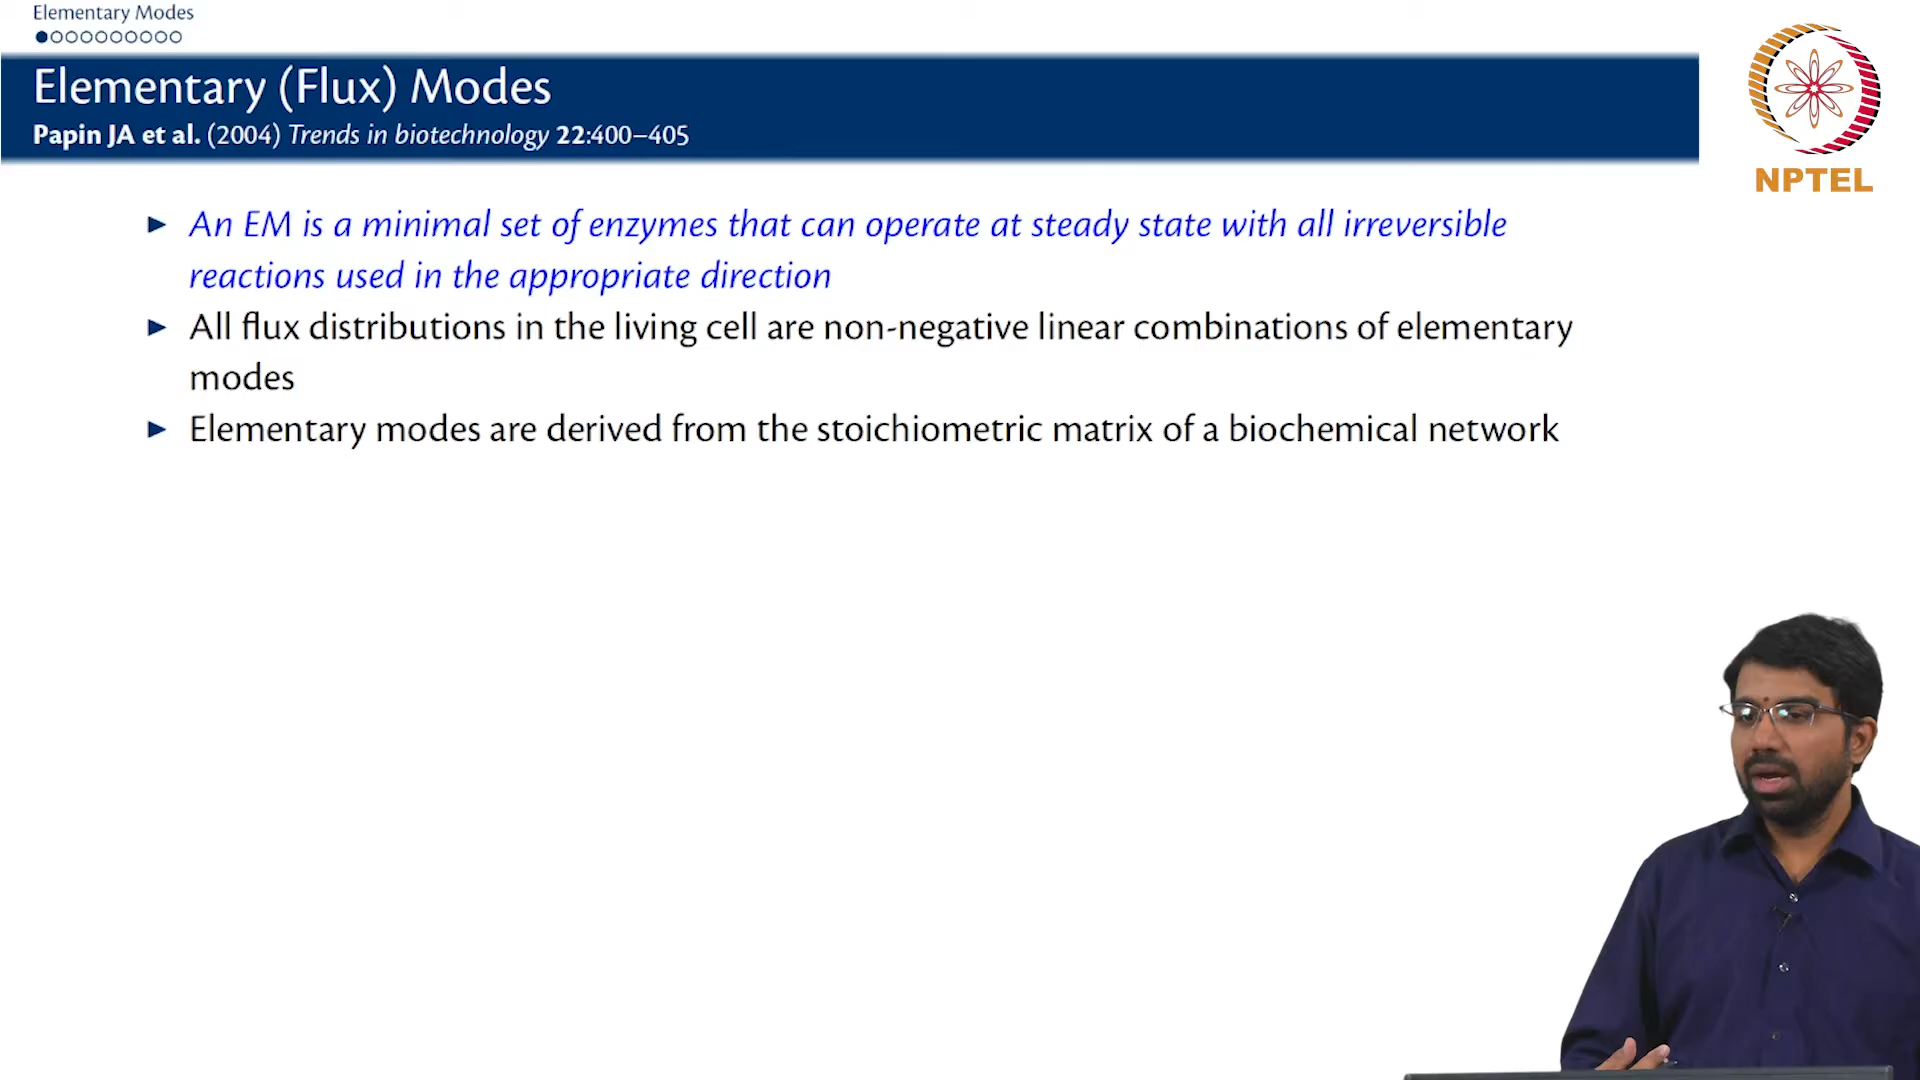 Elementary Modes
Elementary (Flux) Modes
Papin JA et al. (2004) Trends in biotechnology 22:400–405
NPTEL
► An EM is a minimal set of enzymes that can operate at steady state with all irreversible
reactions used in the appropriate direction
► All flux distributions in the living cell are non-negative linear combinations of elementary
modes
► Elementary modes are derived from the stoichiometric matrix of a biochemical network